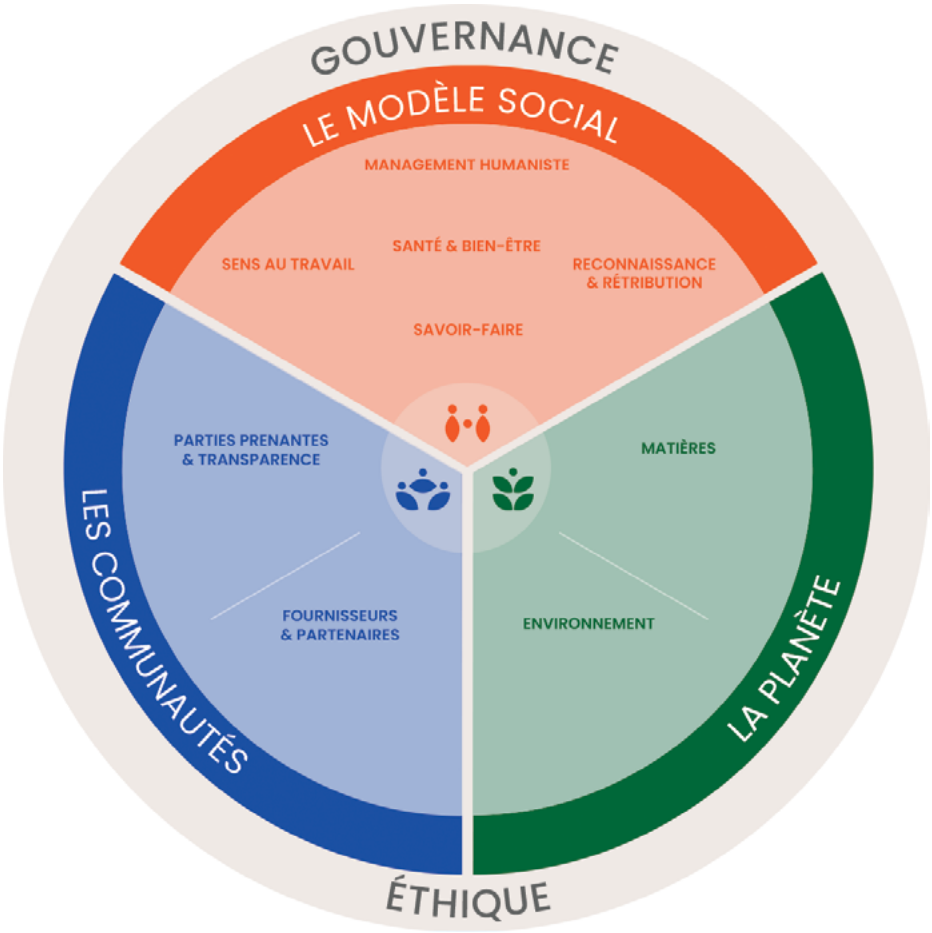 GOUVERNANCE
LE MODÈLE SOCIAL
MANAGEMENT HUMANISTE
SANTÉ & BIEN-ÊTRE
SENS AU TRAVAIL
RECONNAISSANCE
& RÉTRIBUTION
SAVOIR-FAIRE
PARTIES PRENANTES
& TRANSPARENCE
MATIÈRES
FOURNISSEURS
& PARTENAIRES
ENVIRONNEMENT
LES COMMUNAUTÉS
LA PLANÈTE
ÉTHIQUE